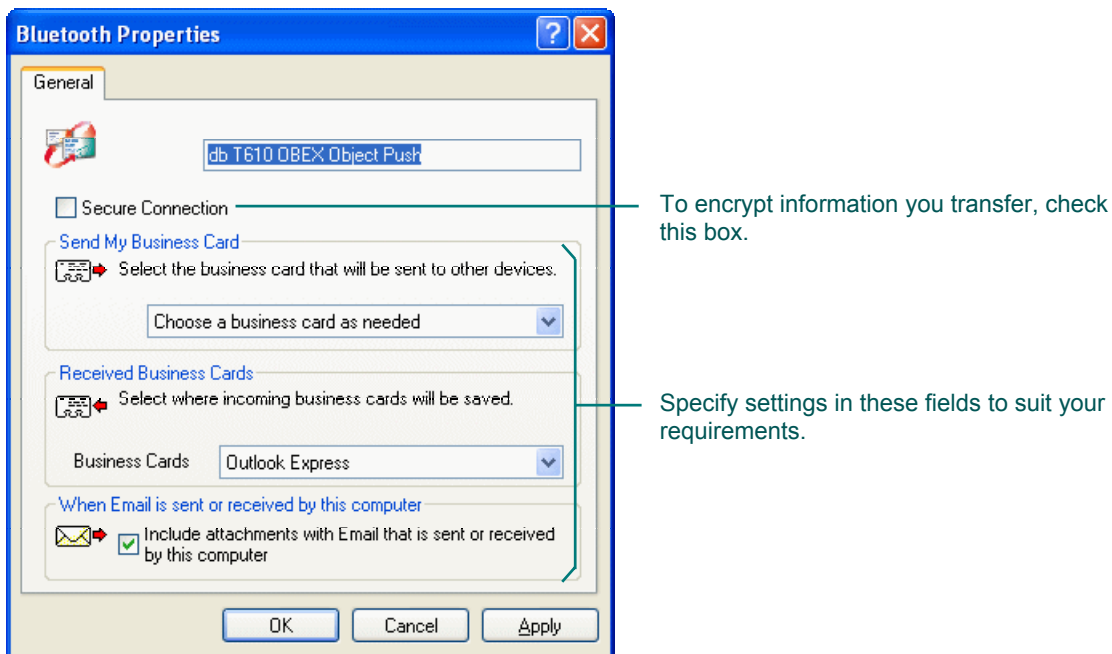 Bluetooth Properties
General
db T610 OBEX Object Push
Secure Connection
To encrypt information you transfer, check
this box.
Send My Business Card
Select the business card that will be sent to other devices.
Choose a business card as needed
Received Business Cards
Select where incoming business cards will be saved.
Specify settings in these fields to suit your
requirements.
Business Cards
Outlook Express
When Email is sent or received by this computer
Include attachments with Email that is sent or received
by this computer
OK
Cancel
Apply